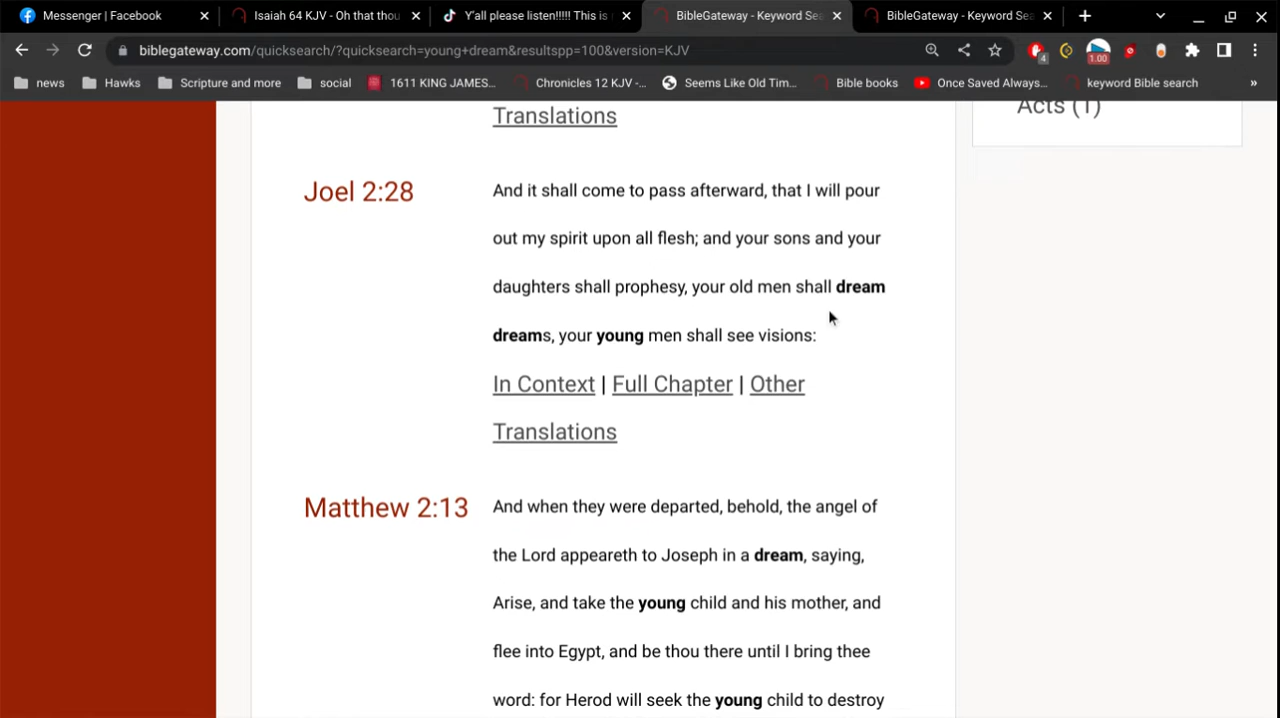 Messenger | Facebook
Isaiah 64 KJV - Oh that thou
Y'all please listen!!!!! This is
BibleGateway - Keyword Sea
BibleGateway - Keyword Sea
biblegateway.com/quicksearch/?quicksearch=young+dream&resultspp=100&version=KJV
4
1.00
news
Hawks
Scripture and more
social
1611 KING JAMES...
Chronicles 12 KJV -...
Seems Like Old Tim...
Bible books
Once Saved Always...
keyword Bible search
»
Translations
Acts (1)
Joel 2:28
And it shall come to pass afterward, that I will pour
out my spirit upon all flesh; and your sons and your
daughters shall prophesy, your old men shall dream
dreams, your young men shall see visions:
In Context | Full Chapter | Other
Translations
Matthew 2:13
And when they were departed, behold, the angel of
the Lord appeareth to Joseph in a dream, saying,
Arise, and take the young child and his mother, and
flee into Egypt, and be thou there until I bring thee
word: for Herod will seek the young child to destroy